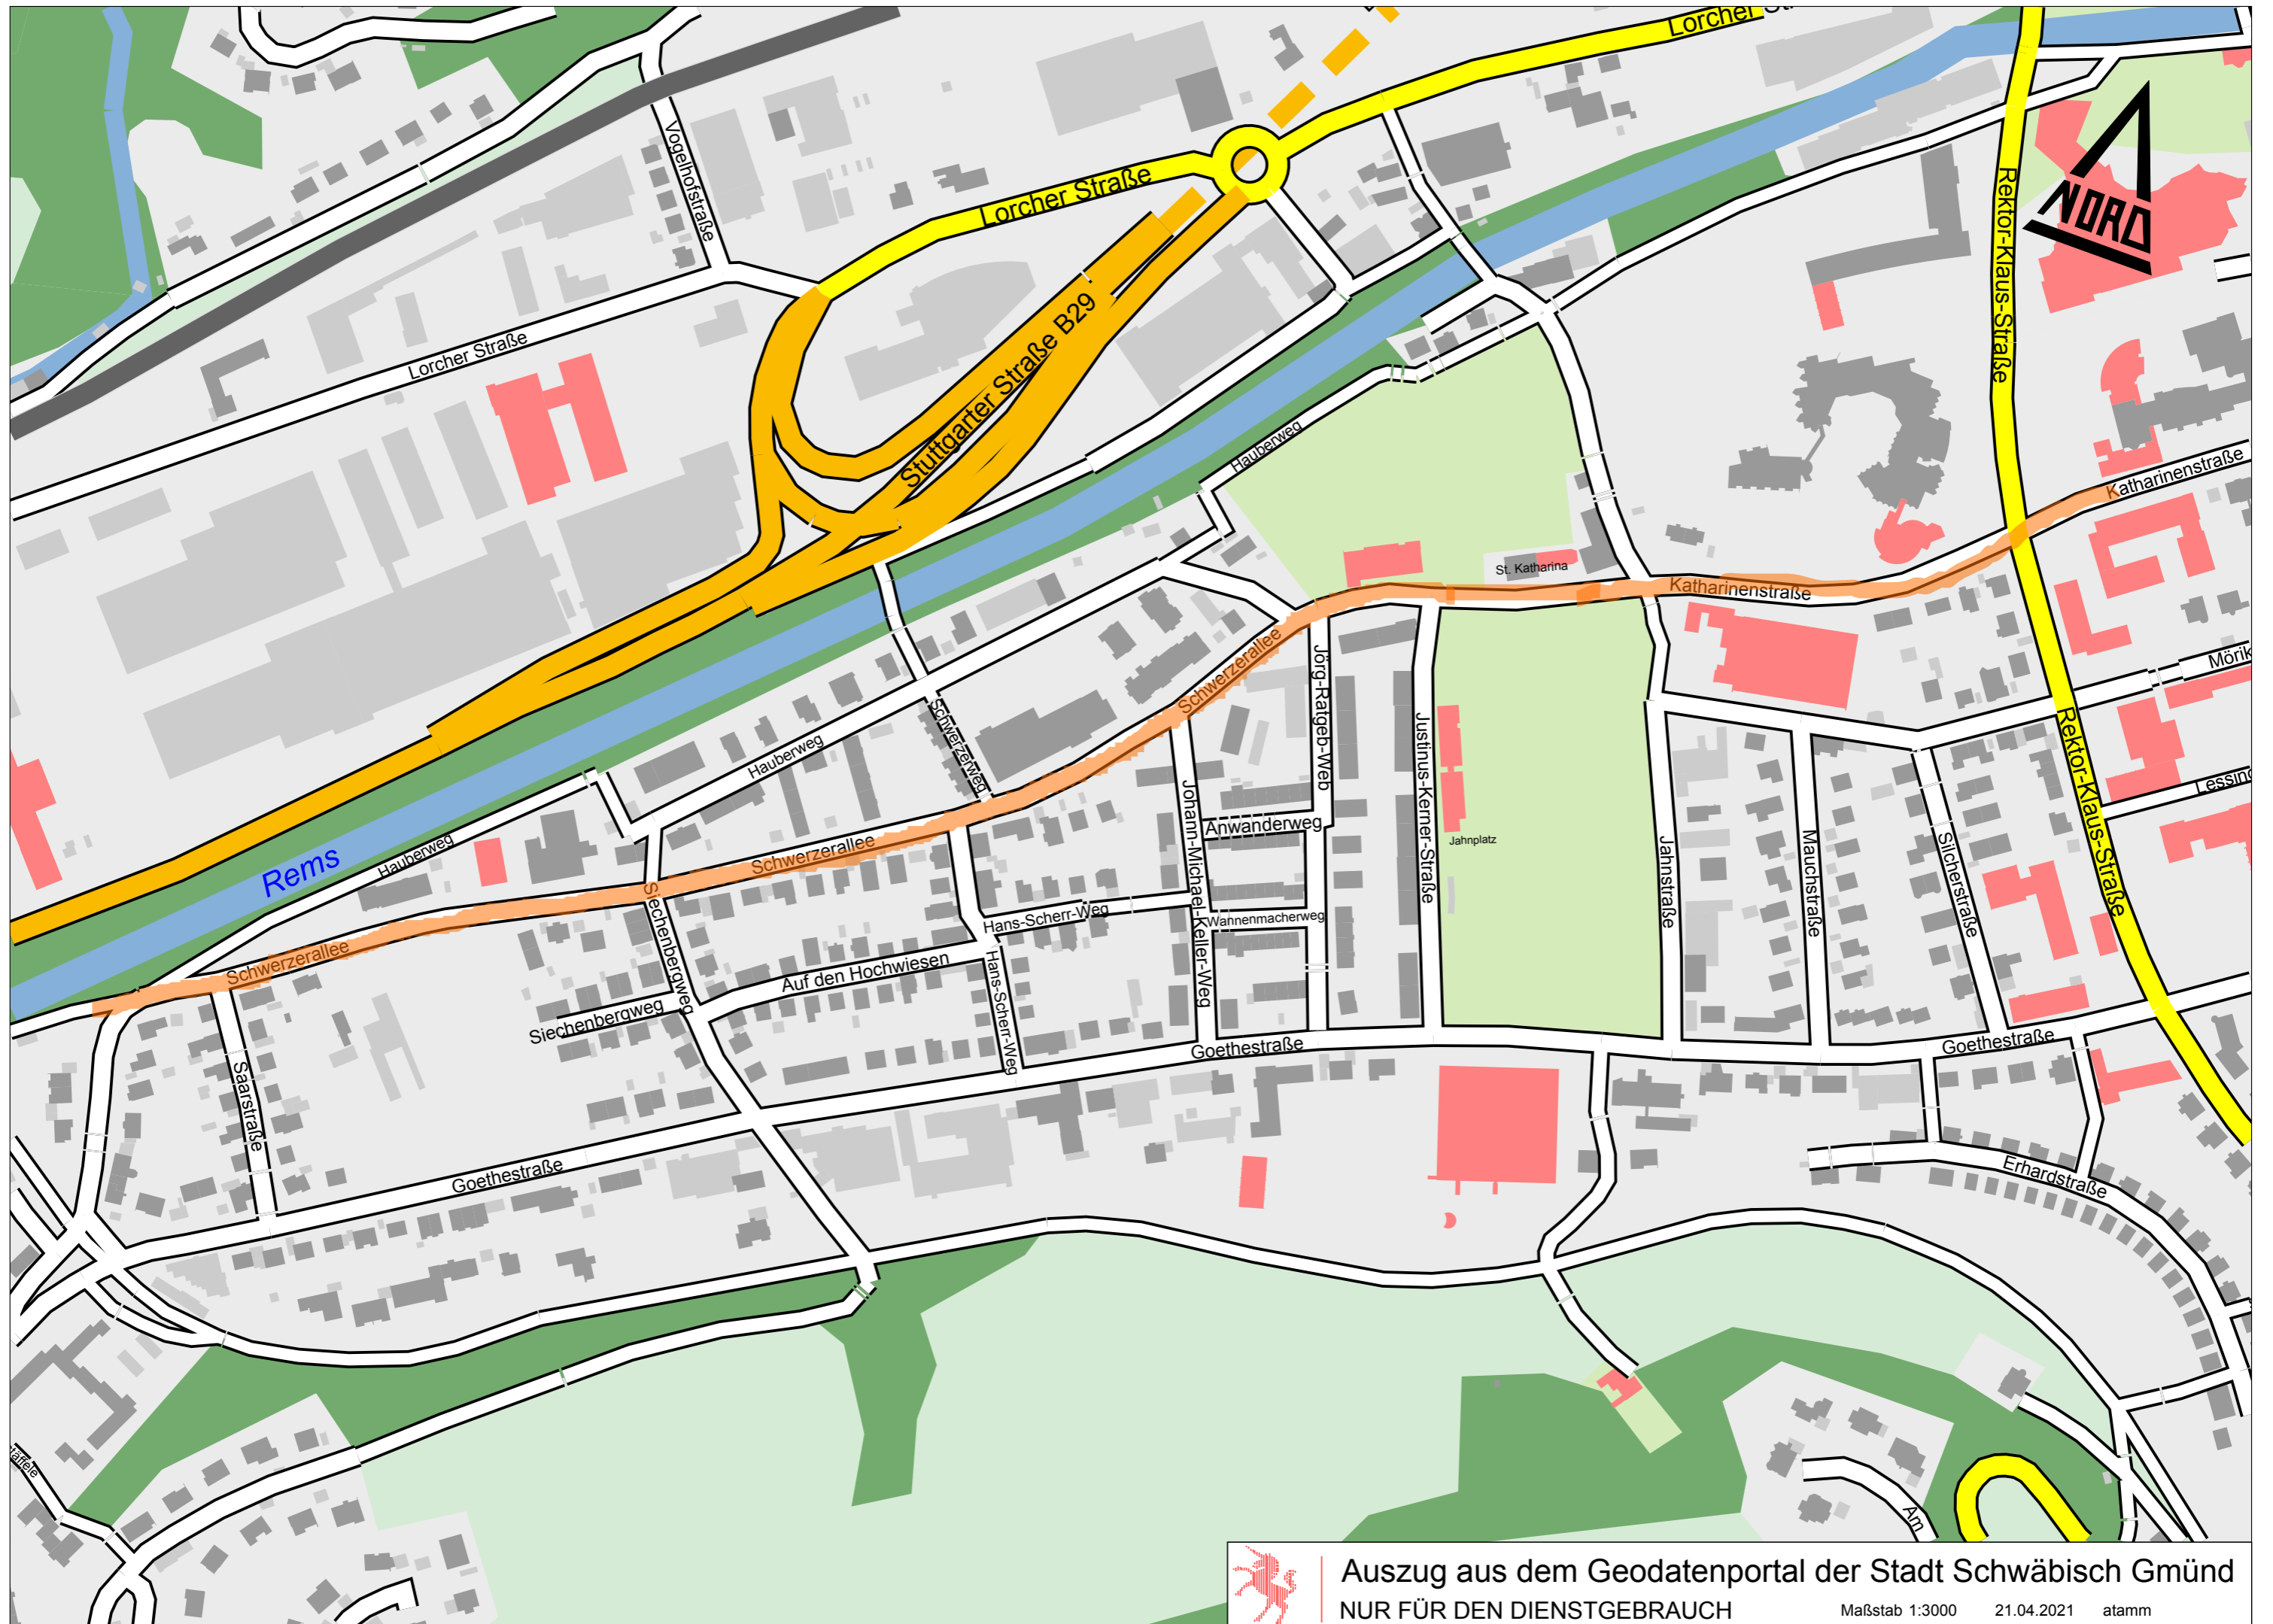 Lorcher
Vogelhofstraße
Lorcher Straße
Rektor-Klaus-Straße
NORD
Stuttgarter Straße B29
Lorcher Straße
Hauberweg
Katharinenstraße
St. Katharina
Katharinenstraße
Schwerzerallee
Jörg-Ratgeb-Web
Mörik
Schwerzerweg
Hauberweg
Justinus-Kerner-Straße
Rektor-Klaus-Straße
Lessing
Johann-Michael-Keller-Weg
Anwanderweg
Jahnplatz
Rems
Hauberweg
Schwerzerallee
Jahnstraße
Mauchstraße
Silcherstraße
Siechenbergweg
Hans-Scherr-Weg
Wannenmacherweg
Schwerzerallee
Auf den Hochwiesen
Hans-Scherr-Weg
Siechenbergweg
Goethestraße
Goethestraße
Saarstraße
Goethestraße
Erhardstraße
täffele
Am
Auszug aus dem Geodatenportal der Stadt Schwäbisch Gmünd
NUR FÜR DEN DIENSTGEBRAUCH Maßstab 1:3000 21.04.2021 atamm